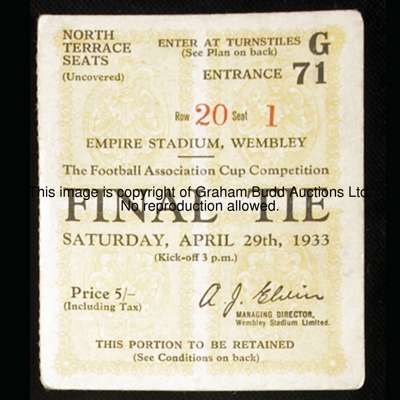 NORTH
TERRACE
SEATS
(Uncovered)
ENTER AT TURNSTILES G
(See Plan on back)
ENTRANCE 71
Row 20 Seat 1
EMPIRE STADIUM, WEMBLEY
The Football Association Cup Competition
This image is copyright of Graham Budd Auctions Ltd
No reproduction allowed.
FINAL TIE
SATURDAY, APRIL 29th, 1933
(Kick-off 3 p.m.)
Price 5/-
(Including Tax)
A. J. Elvin
MANAGING DIRECTOR,
Wembley Stadium Limited.
THIS PORTION TO BE RETAINED
(See Conditions on back)